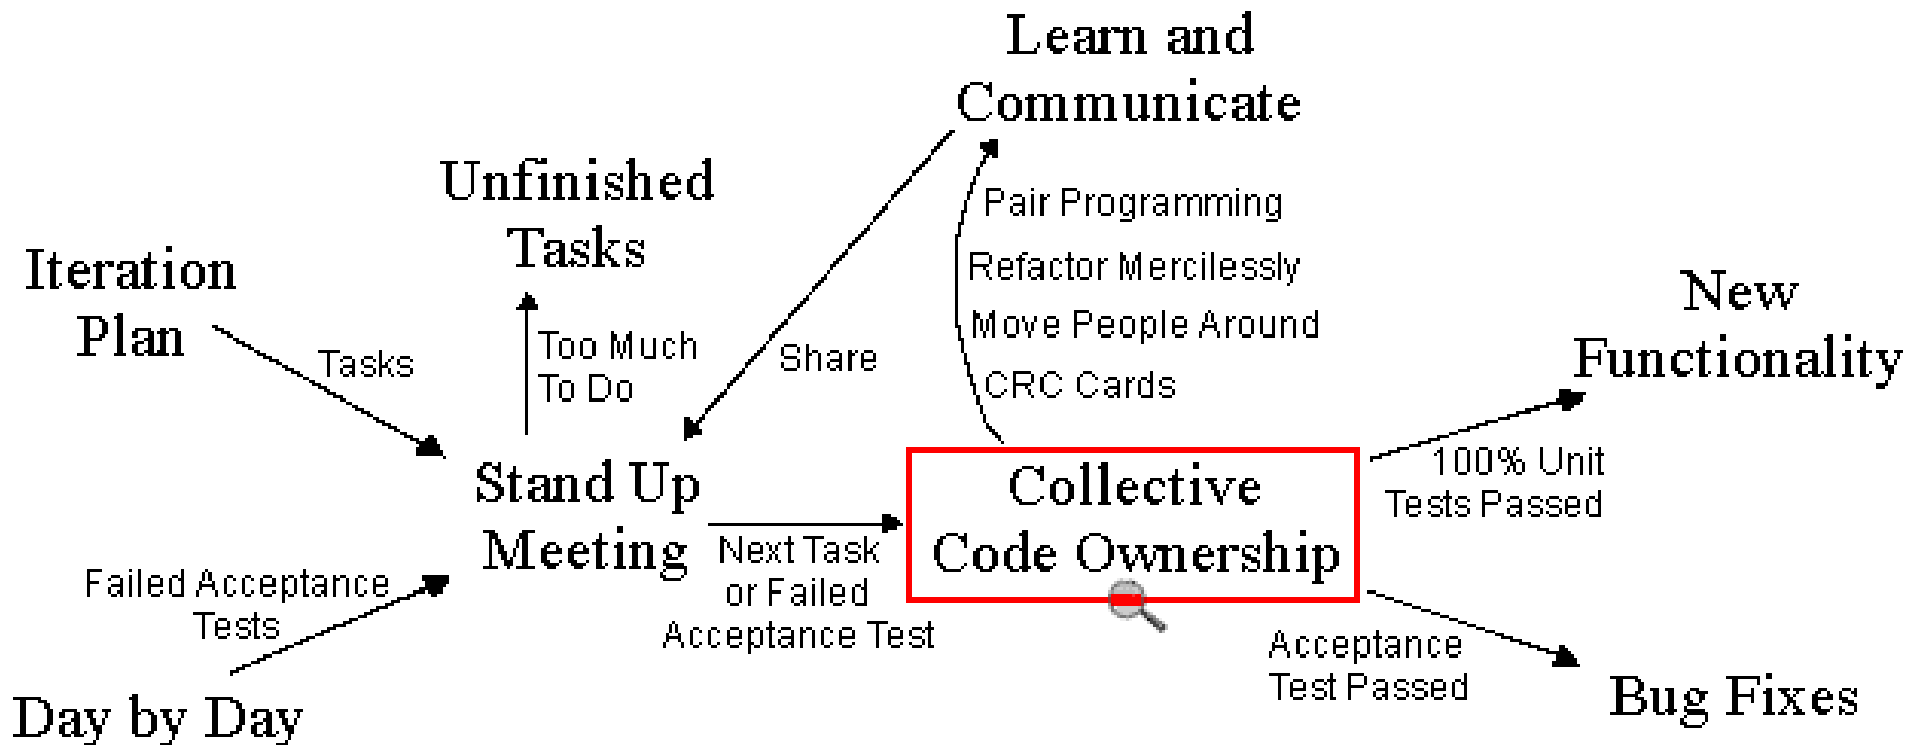 Learn and
Communicate
Unfinished
Tasks
Pair Programming
Iteration
Plan
Refactor Mercilessly
New
Functionality
Move People Around
Too Much
To Do
Tasks
Share
CRC Cards
Stand Up
Meeting
Collective
Code Ownership
100% Unit
Tests Passed
Next Task
or Failed
Acceptance Test
Failed Acceptance
Tests
Acceptance
Test Passed
Day by Day
Bug Fixes